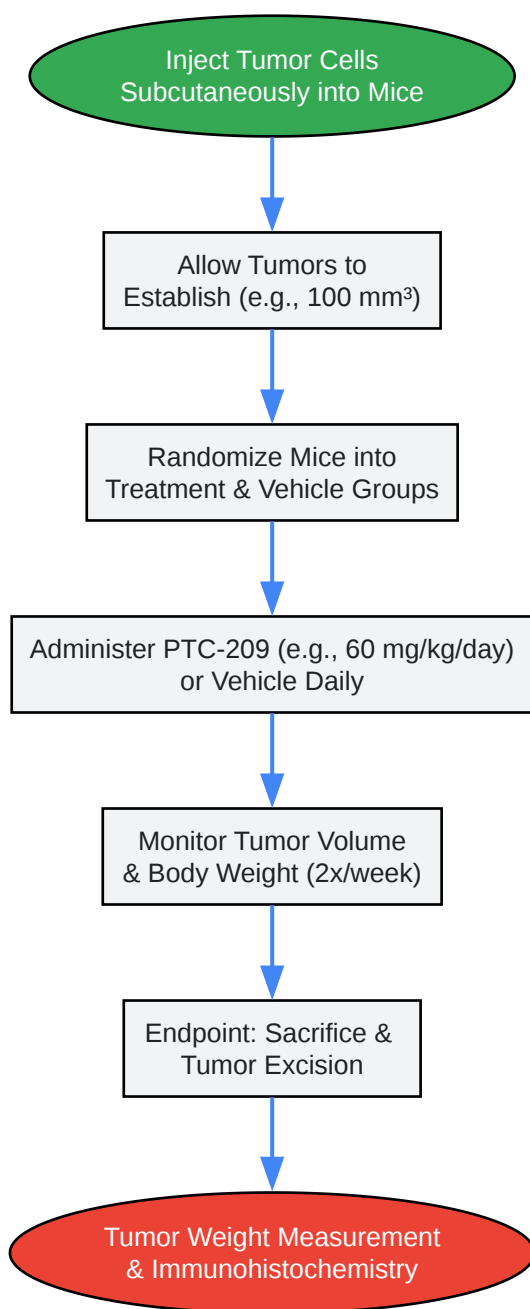 Inject Tumor Cells
Subcutaneously into Mice
Allow Tumors to
Establish (e.g., 100 mm³)
Randomize Mice into
Treatment & Vehicle Groups
Administer PTC-209 (e.g., 60 mg/kg/day)
or Vehicle Daily
Monitor Tumor Volume
& Body Weight (2x/week)
Endpoint: Sacrifice &
Tumor Excision
Tumor Weight Measurement
& Immunohistochemistry